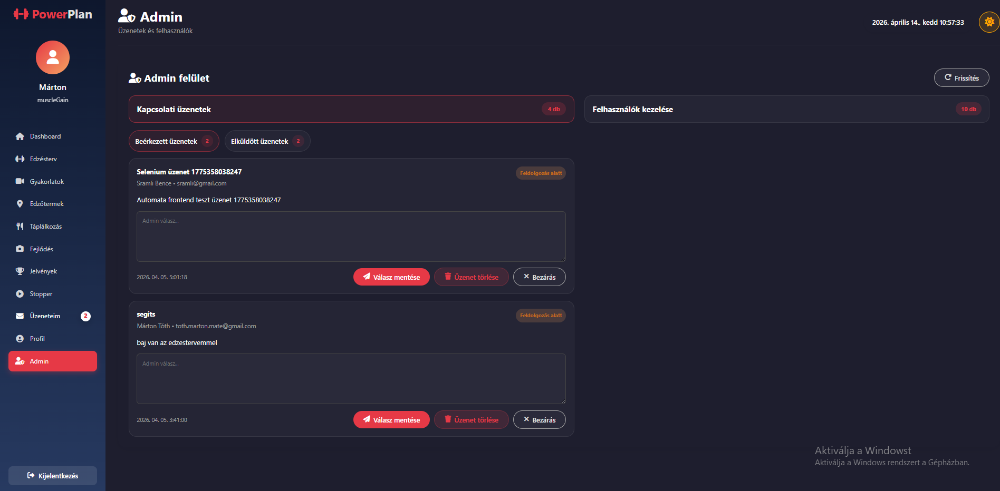 PowerPlan
Márton
muscleGain
Dashboard
Edzésterv
Gyakorlatok
Edzőtermek
Táplálkozás
Fejlődés
Jelvények
Stopper
Üzeneteim 2
Profil
Admin
Kijelentkezés
Admin
Üzenetek és felhasználók
2026. április 14., kedd 10:57:33
Admin felület
Frissítés
Kapcsolati üzenetek 4 db
Felhasználók kezelése 10 db
Beérkezett üzenetek 2
Elküldött üzenetek 2
Selenium üzenet 1775358038247
Feldolgozás alatt
Sramli Bence • sramli@gmail.com
Automata frontend teszt üzenet 1775358038247
Admin válasz...
2026. 04. 05. 5:01:18
Válasz mentése
Üzenet törlése
Bezárás
segits
Feldolgozás alatt
Márton Tóth • toth.marton.mate@gmail.com
baj van az edzestervemmel
Admin válasz...
2026. 04. 05. 3:41:00
Válasz mentése
Üzenet törlése
Bezárás
Aktiválja a Windowst
Aktiválja a Windows rendszert a Gépházban.